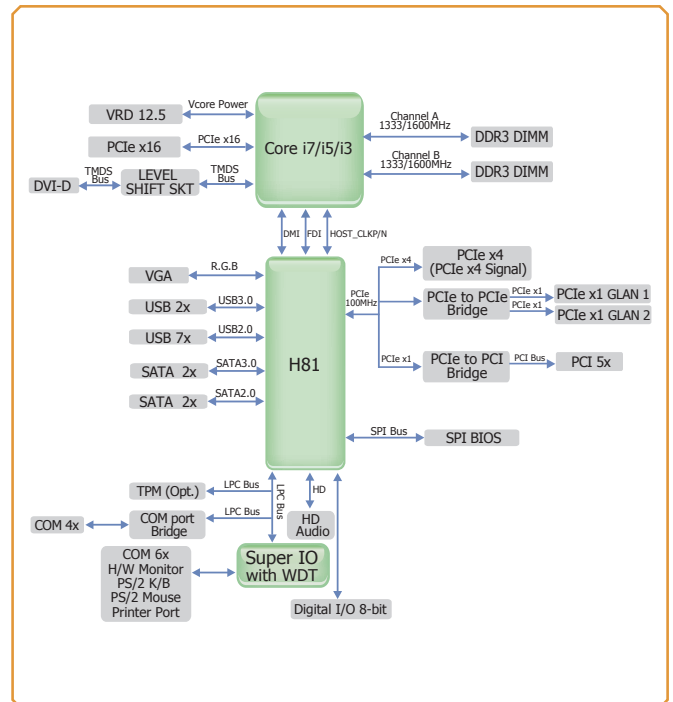 VRD 12.5
Vcore Power
PCIe x16
PCIe x16
DVI-D
TMDS
Bus
LEVEL
SHIFT SKT
TMDS
Bus
Core i7/i5/i3
Channel A
1333/1600MHz
DDR3 DIMM
Channel B
1333/1600MHz
DDR3 DIMM
DMI
FDI
HOST_CLKP/N
VGA
R.G.B
USB 2x
USB3.0
USB 7x
USB2.0
SATA 2x
SATA3.0
SATA 2x
SATA2.0
H81
PCIe
100MHz
PCIe x4
PCIe x4
(PCIe x4 Signal)
PCIe to PCIe
Bridge
PCIe x1
PCIe x1 GLAN 1
PCIe x1
PCIe x1 GLAN 2
PCIe x1
PCIe to PCI
Bridge
PCI Bus
PCI 5x
SPI Bus
SPI BIOS
TPM (Opt.)
LPC Bus
COM 4x
COM port
Bridge
LPC Bus
LPC Bus
HD
HD
Audio
COM 6x
H/W Monitor
PS/2 K/B
PS/2 Mouse
Printer Port
Super IO
with WDT
Digital I/O 8-bit